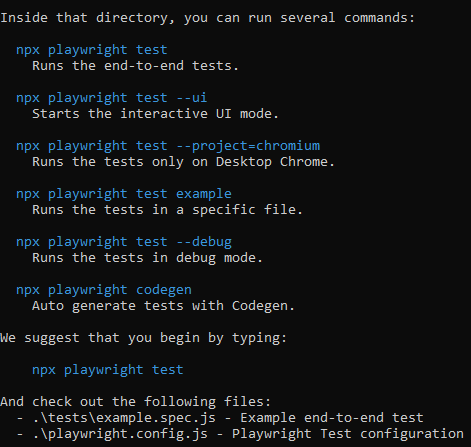 Inside that directory, you can run several commands:

  npx playwright test
    Runs the end-to-end tests.

  npx playwright test --ui
    Starts the interactive UI mode.

  npx playwright test --project=chromium
    Runs the tests only on Desktop Chrome.

  npx playwright test example
    Runs the tests in a specific file.

  npx playwright test --debug
    Runs the tests in debug mode.

  npx playwright codegen
    Auto generate tests with Codegen.

We suggest that you begin by typing:

    npx playwright test

And check out the following files:
  - .\tests\example.spec.js - Example end-to-end test
  - .\playwright.config.js - Playwright Test configuration